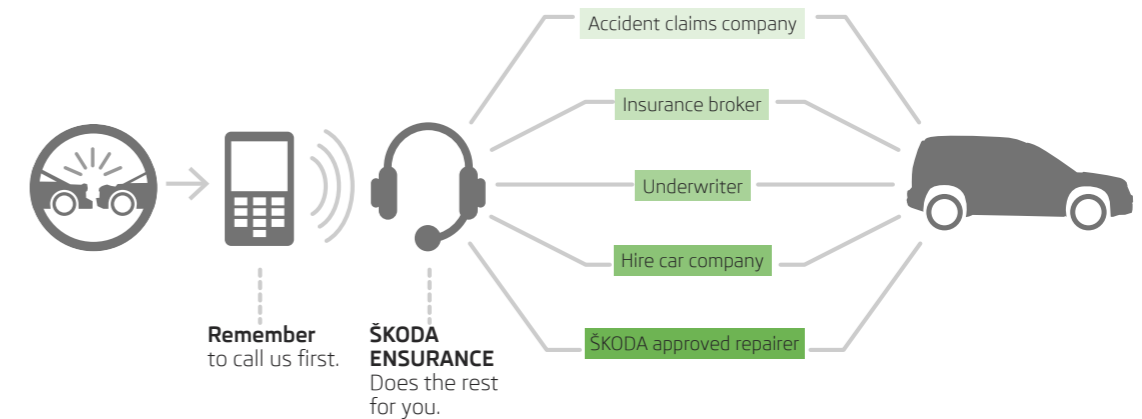 Accident claims company
Insurance broker
Underwriter
Hire car company
ŠKODA approved repairer
Remember
to call us first.
ŠKODA
ENSURANCE
Does the rest
for you.